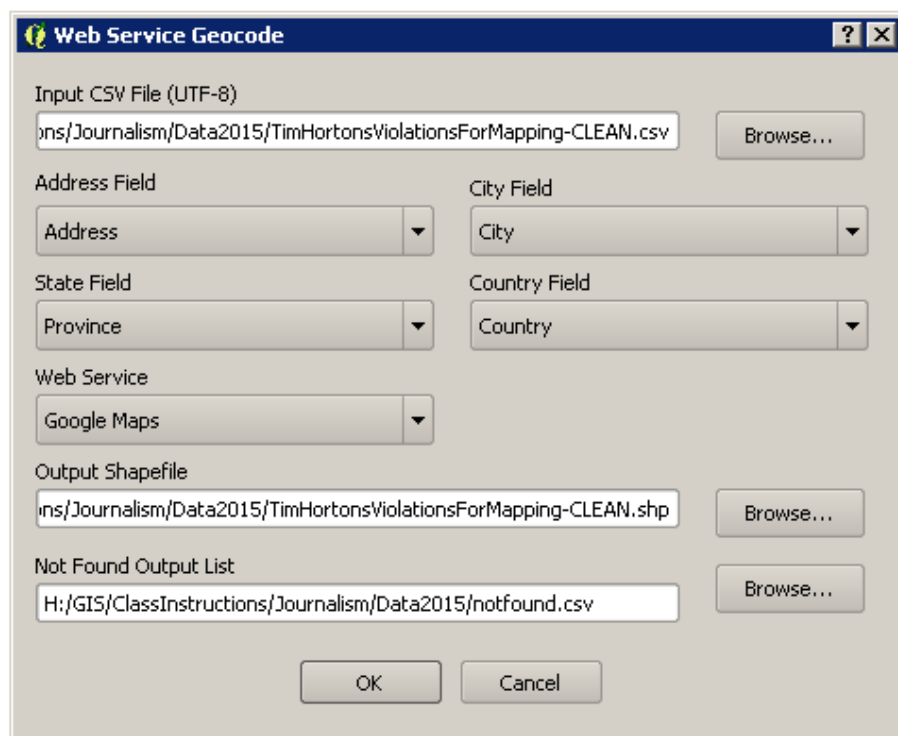 Web Service Geocode
Input CSV File (UTF-8)
ons/Journalism/Data2015/TimHortonsViolationsForMapping-CLEAN.csv
Browse...
Address Field
City Field
Address
City
State Field
Country Field
Province
Country
Web Service
Google Maps
Output Shapefile
ons/Journalism/Data2015/TimHortonsViolationsForMapping-CLEAN.shp
Browse...
Not Found Output List
H:/GIS/ClassInstructions/Journalism/Data2015/notfound.csv
Browse...
OK
Cancel